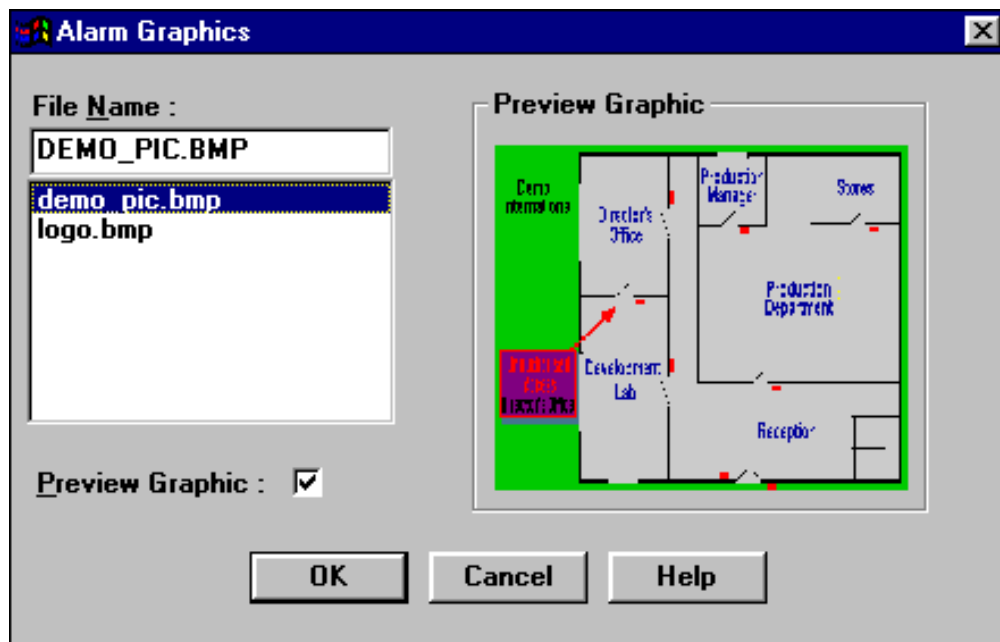 Alarm Graphics
File Name :
DEMO_PIC.BMP
demo_pic.bmp
logo.bmp
Preview Graphic :
Preview Graphic
Demo
Director's
Office
Production
Manager
Stores
Production
Department
Development
Lab
Reception
OK
Cancel
Help